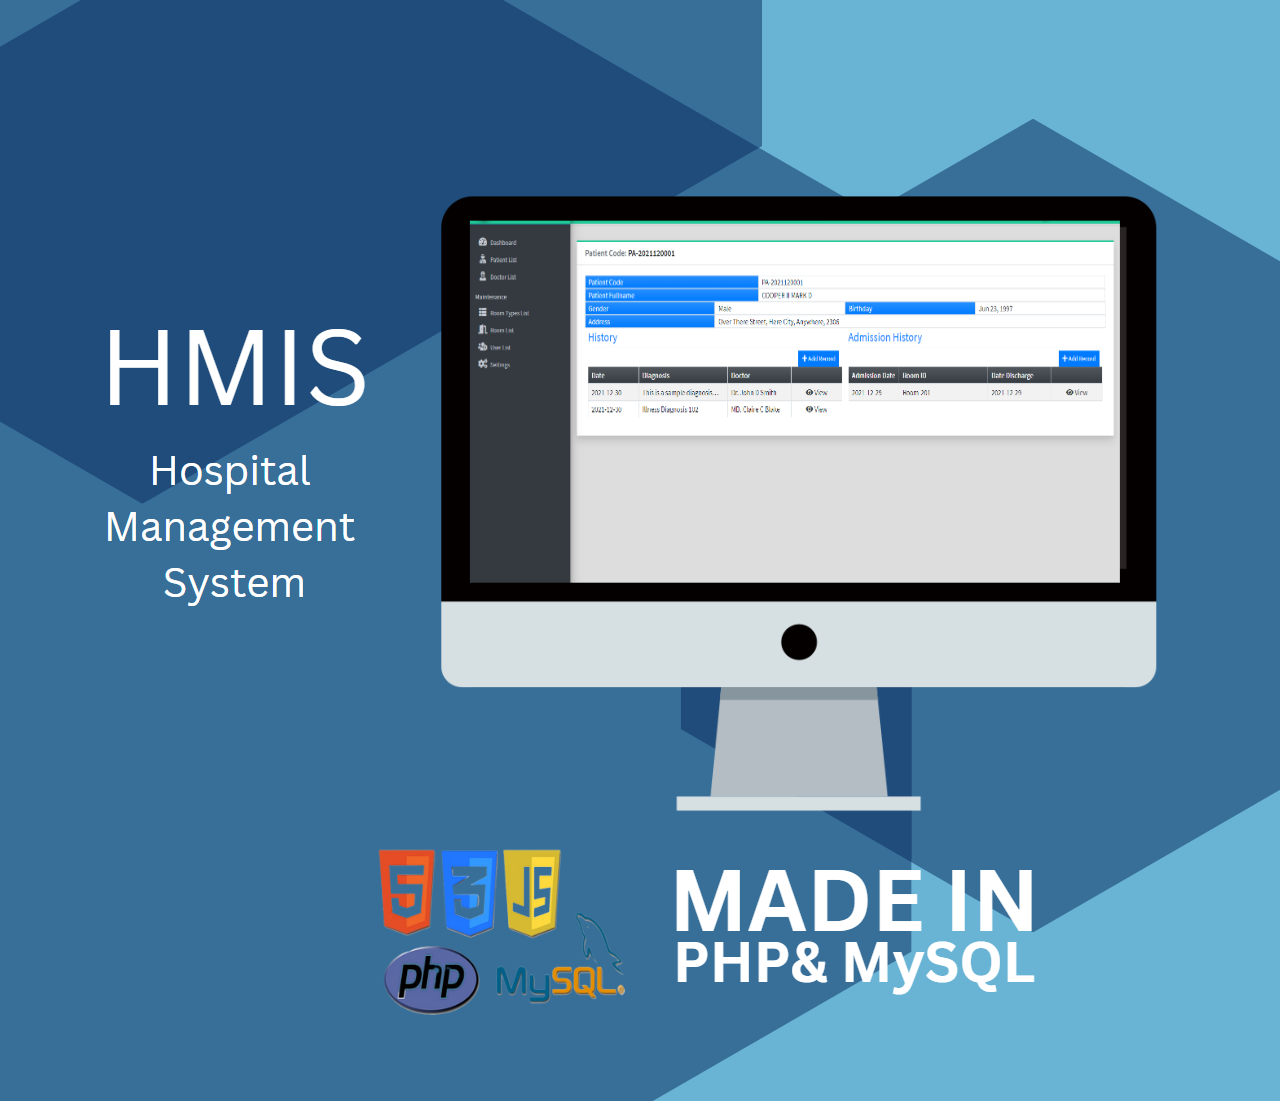 HMIS
Hospital
Management
System
Dashboard
Patient List
Doctor List
Maintenance
Room Types List
Room List
User List
Settings
Patient Code: PA-2021120001
Patient Code PA-2021120001
Patient Fullname COOPER II MARK D
Gender Male Birthday Jun 23, 1997
Address Over There Street, Here City, Anywhere, 2306
History Admission History
Add Record Add Record
Date Diagnosis Doctor Admission Date Room ID Date Discharge
2021-12-30 This is a sample diagnosis... Dr. John D Smith View 2021-12-29 Room-201 2021-12-29 View
2021-12-30 Illness Diagnosis 102 MD. Claire C Blake View
5 3 JS
php MySQL
MADE IN
PHP& MySQL